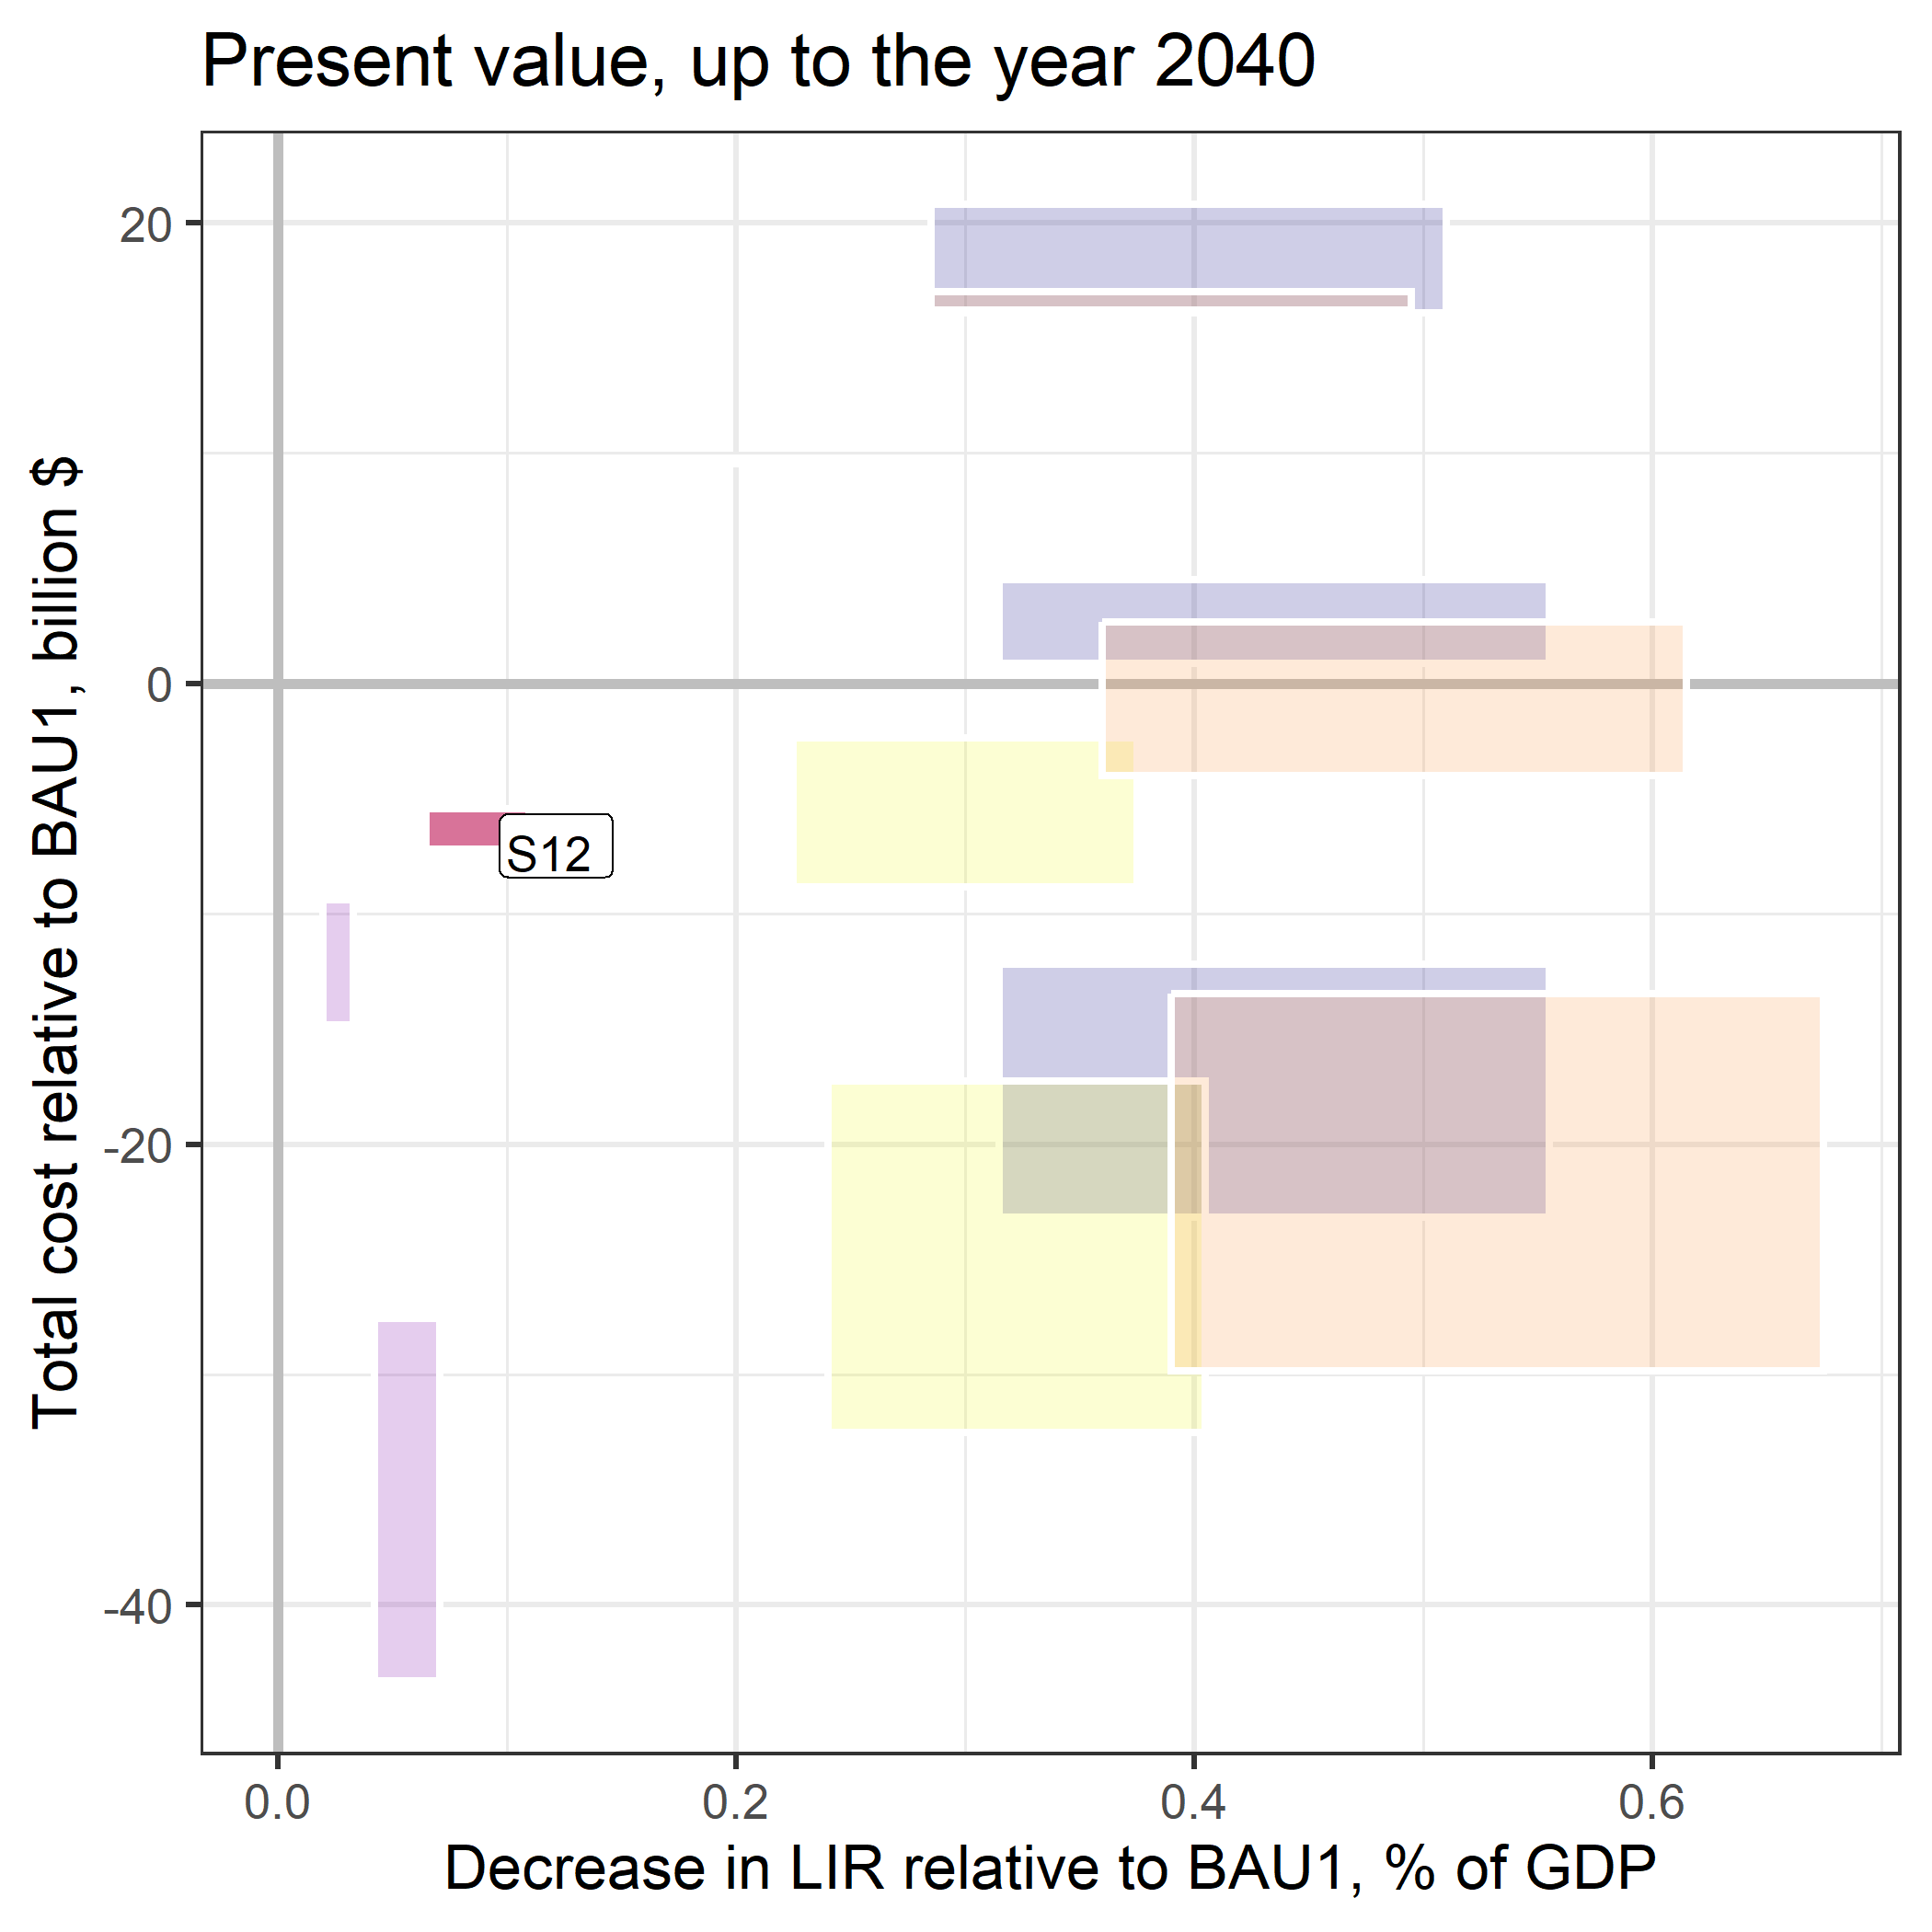 Present value, up to the year 2040
Total cost relative to BAU1, billion $
20
0
-20
-40
S12
0.0
0.2
0.4
0.6
Decrease in LIR relative to BAU1, % of GDP